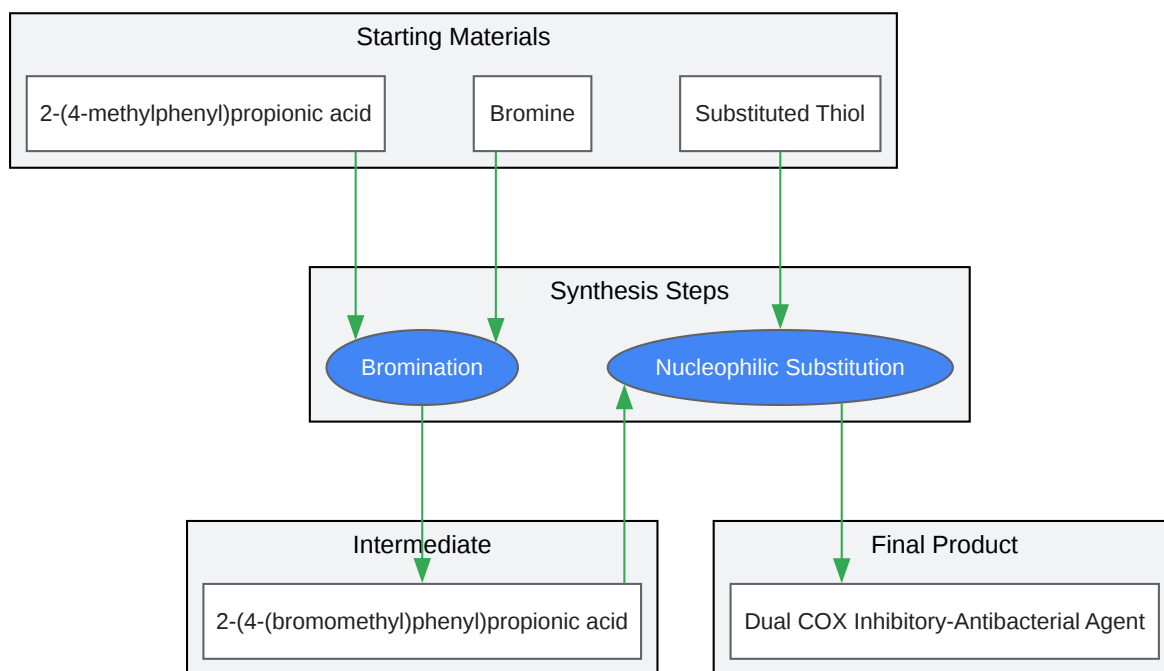 Starting Materials
2-(4-methylphenyl)propionic acid
Bromine
Substituted Thiol
Synthesis Steps
Bromination
Nucleophilic Substitution
Intermediate
2-(4-(bromomethyl)phenyl)propionic acid
Final Product
Dual COX Inhibitory-Antibacterial Agent